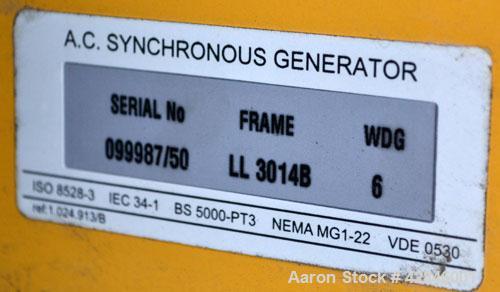 A.C. SYNCHRONOUS GENERATOR
SERIAL No FRAME WDG
099987/50 LL 3014B 6
ISO 8528-3 IEC 34-1 BS 5000-PT3 NEMA MG1-22 VDE 0530
ref:1.024.913/B
Aaron Stock #